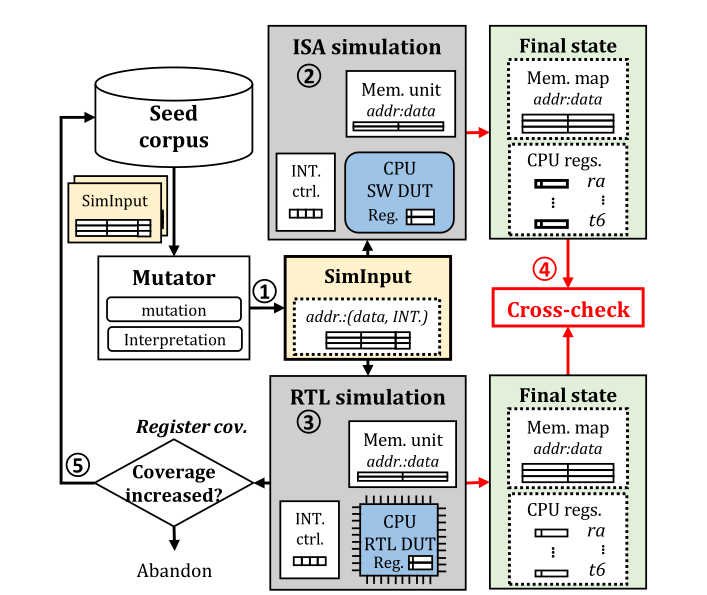 ISA simulation
②
Mem. unit
addr:data
INT.
ctrl.
CPU
SW DUT
Reg.
Final state
Mem. map
addr:data
CPU regs.
ra
⋮
⋮
t6
Seed
corpus
SimInput
Mutator
mutation
Interpretation
①
SimInput
addr.:(data, INT.)
④
Cross-check
RTL simulation
③
Mem. unit
addr.:data
INT.
ctrl.
CPU
RTL DUT
Reg.
Final state
Mem. map
addr:data
CPU regs.
ra
⋮
⋮
t6
Register cov.
⑤
Coverage
increased?
Abandon